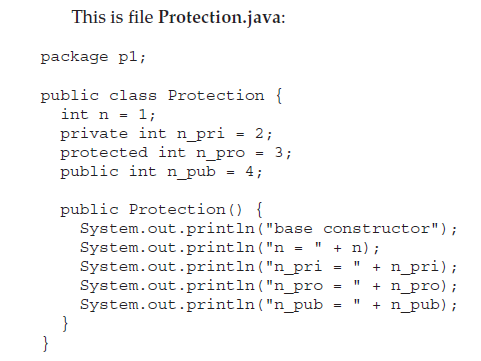 This is file Protection.java:
package p1;
public class Protection {
int n = 1;
private int n_pri = 2;
protected int n_pro = 3;
public int n_pub = 4;
public Protection() {
System.out.println("base constructor");
System.out.println("n = " + n);
System.out.println("n_pri = " + n_pri);
System.out.println("n_pro = " + n_pro);
System.out.println("n_pub = " + n_pub);
}
}